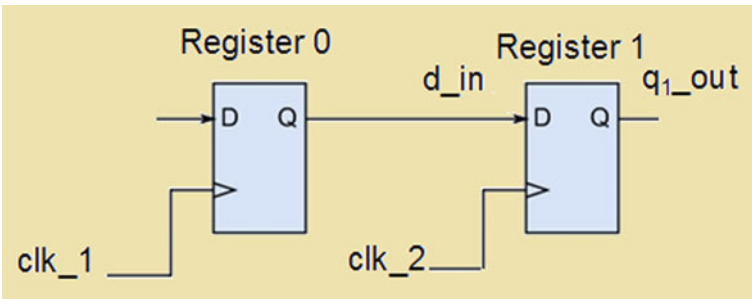 Register 0
Register 1
d_in
q₁_out
D
Q
D
Q
clk_1
clk_2